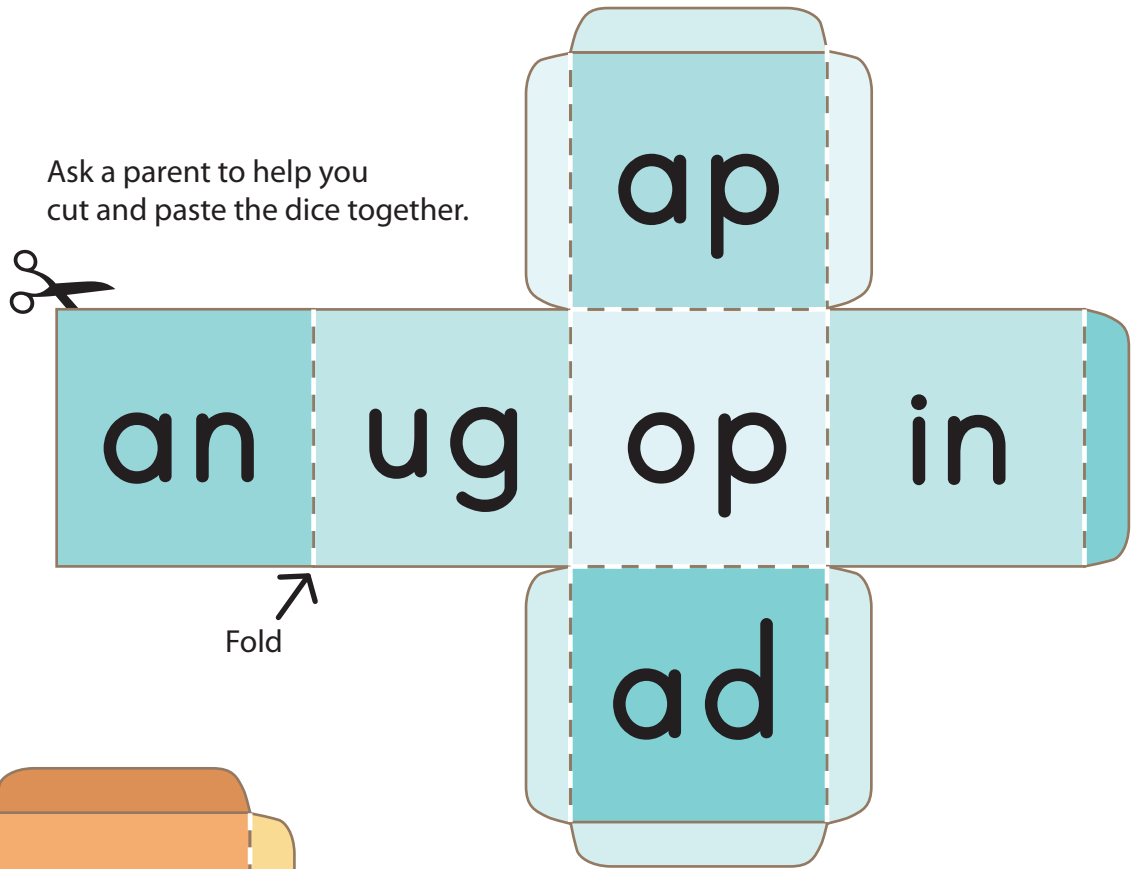 ap
Ask a parent to help you
cut and paste the dice together.
an ug op in
Fold
ad